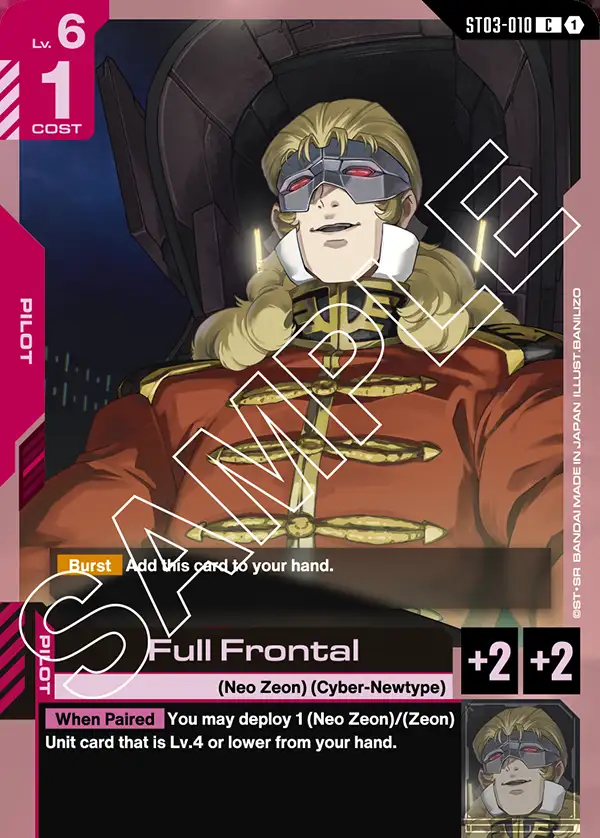 Lv. 6
1
COST
ST03-010 C 1
PILOT
SAMPLE
©ST・SR BANDAI MADE IN JAPAN ILLUST.BANILIZO
Burst Add this card to your hand.
PILOT
Full Frontal
+2 +2
(Neo Zeon) (Cyber-Newtype)
When Paired You may deploy 1 (Neo Zeon)/(Zeon)
Unit card that is Lv.4 or lower from your hand.